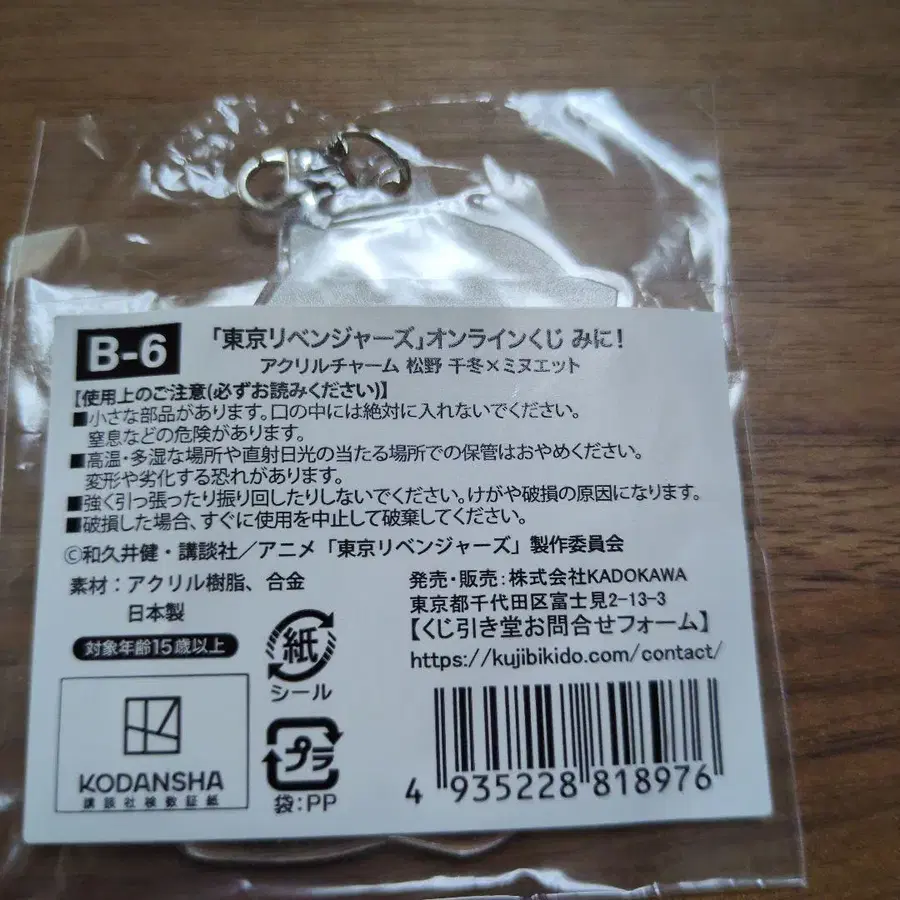 B-6
「東京リベンジャーズ」オンラインくじ みに!
アクリルチャーム 松野 千冬×ミヌエット
【使用上のご注意(必ずお読みください)】
■小さな部品があります。口の中には絶対に入れないでください。
窒息などの危険があります。
■高温・多湿な場所や直射日光の当たる場所での保管はおやめください。
変形や劣化する恐れがあります。
■強く引っ張ったり振り回したりしないでください。けがや破損の原因になります。
■破損した場合、すぐに使用を中止して破棄してください。
©和久井健・講談社/アニメ「東京リベンジャーズ」製作委員会
素材:アクリル樹脂、合金
日本製
対象年齢15歳以上
発売・販売:株式会社KADOKAWA
東京都千代田区富士見2-13-3
【くじ引き堂お問合せフォーム】
https://kujibikido.com/contact/
紙
シール
プラ
袋:PP
KODANSHA
講談社検数証紙
4 935228 818976